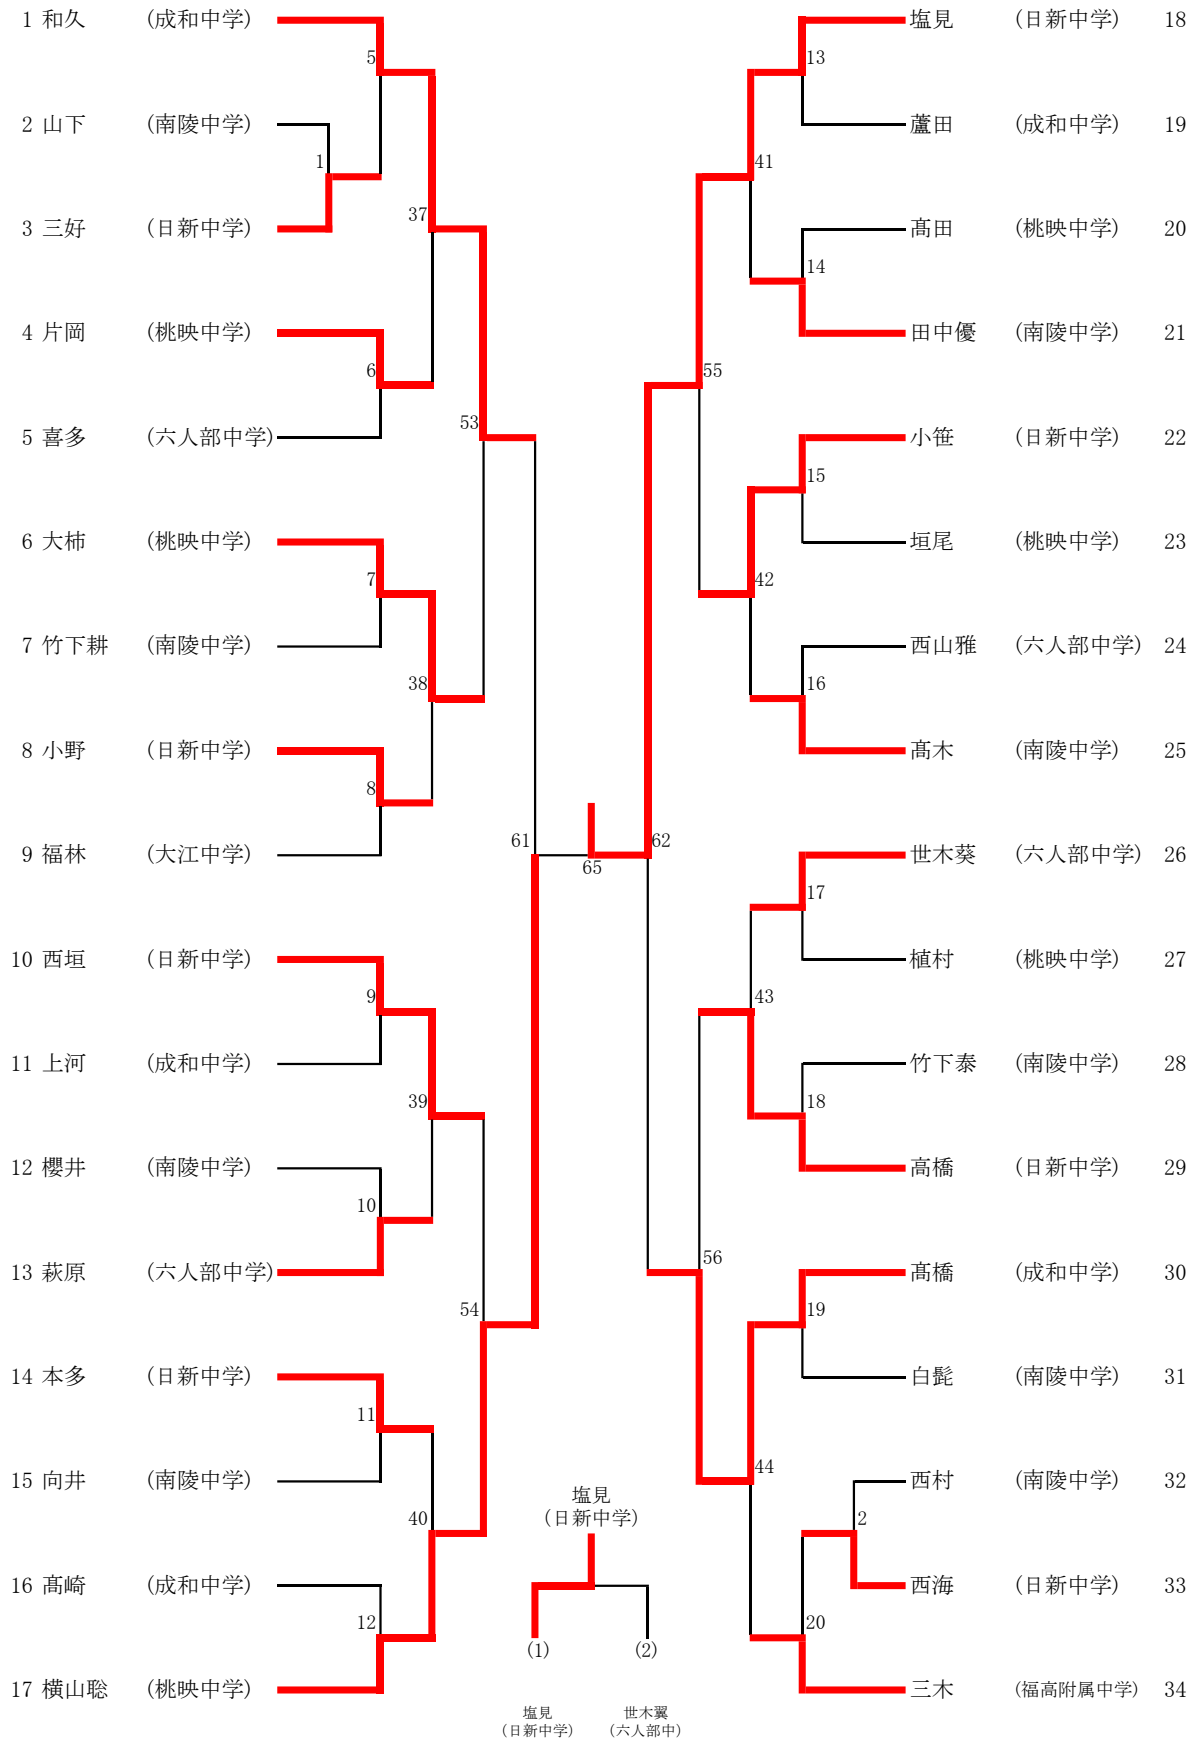 1 和久 (成和中学)
2 山下 (南陵中学)
3 三好 (日新中学)
4 片岡 (桃映中学)
5 喜多 (六人部中学)
6 大柿 (桃映中学)
7 竹下耕 (南陵中学)
8 小野 (日新中学)
9 福林 (大江中学)
10 西垣 (日新中学)
11 上河 (成和中学)
12 櫻井 (南陵中学)
13 萩原 (六人部中学)
14 本多 (日新中学)
15 向井 (南陵中学)
16 髙崎 (成和中学)
17 横山聡 (桃映中学)
5
1
37
6
53
7
38
8
61
9
39
10
54
11
40
12
65
62
13
41
14
55
15
42
16
17
43
18
56
19
44
2
20
塩見 (日新中学) 18
蘆田 (成和中学) 19
髙田 (桃映中学) 20
田中優 (南陵中学) 21
小笹 (日新中学) 22
垣尾 (桃映中学) 23
西山雅 (六人部中学) 24
髙木 (南陵中学) 25
世木葵 (六人部中学) 26
植村 (桃映中学) 27
竹下泰 (南陵中学) 28
高橋 (日新中学) 29
髙橋 (成和中学) 30
白髭 (南陵中学) 31
西村 (南陵中学) 32
西海 (日新中学) 33
三木 (福高附属中学) 34
塩見
(日新中学)
(1) (2)
塩見 世木翼
(日新中学) (六人部中)